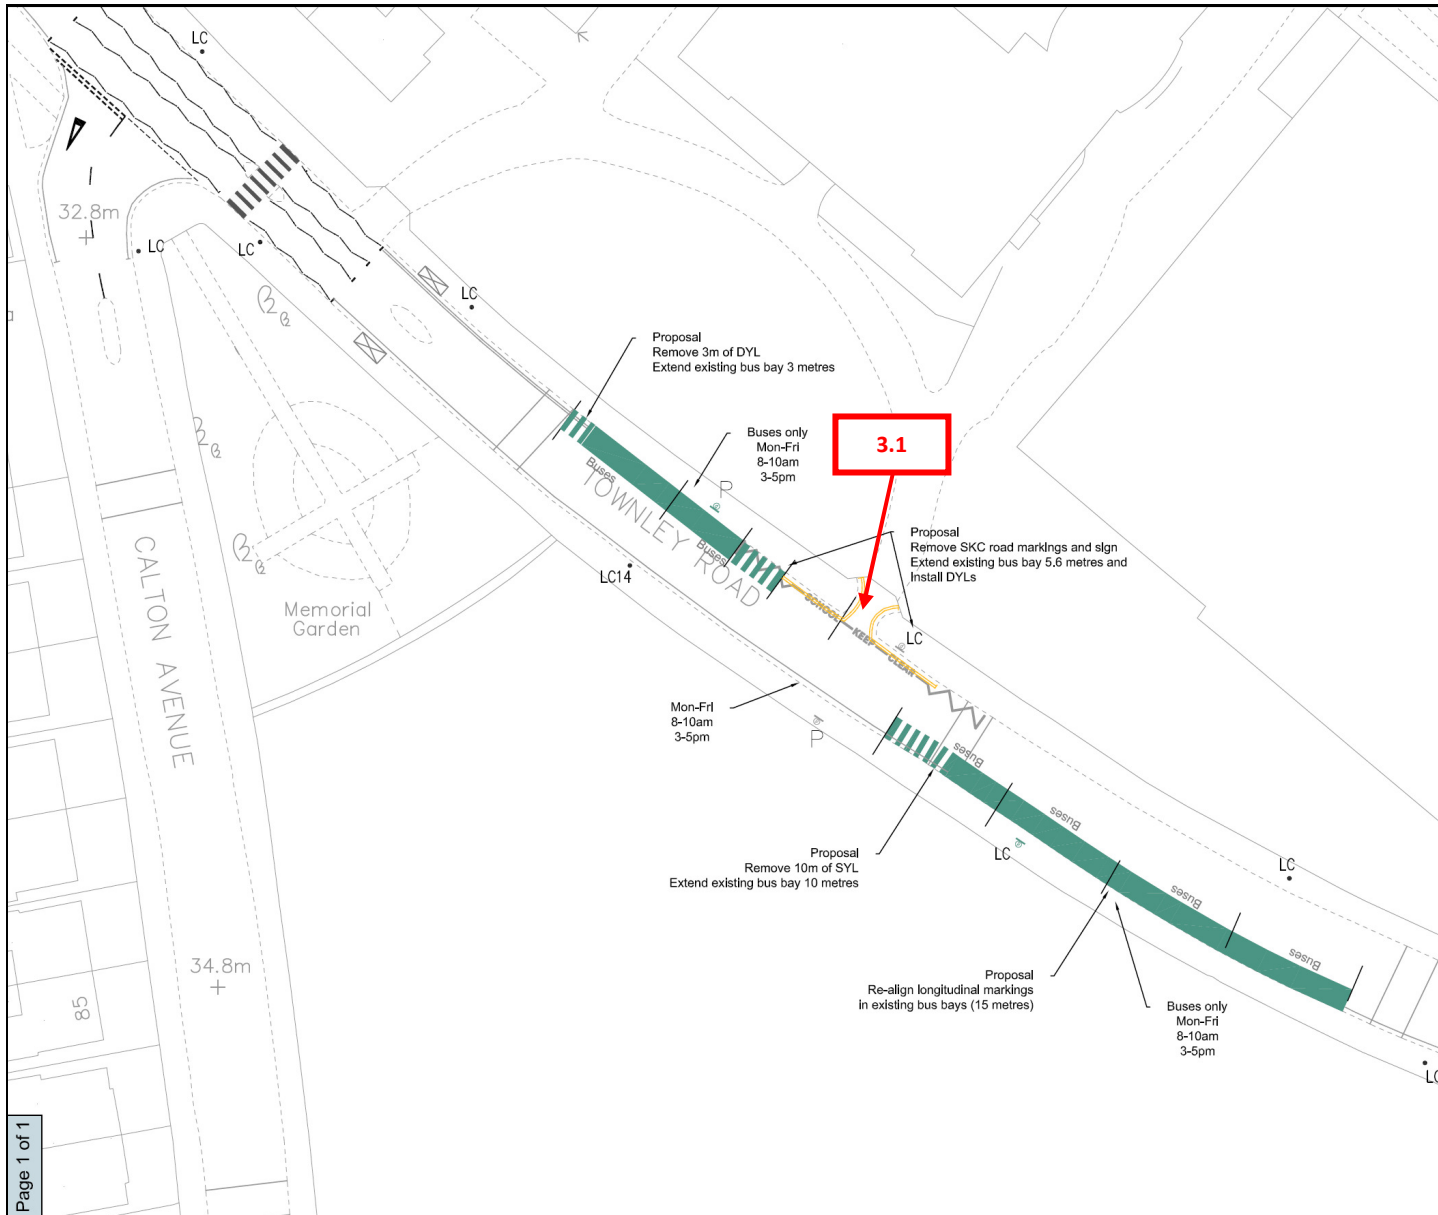 LC
32.8m
LC
LC
LC
Proposal
Remove 3m of DYL
Extend existing bus bay 3 metres
Buses only
Mon-Fri
8-10am
3-5pm
3.1
P
Buses
TOWNLEY ROAD
Buses
Proposal
Remove SKC road markings and sign
Extend existing bus bay 5.6 metres and
Install DYLs
LC14
SCHOOL KEEP CLEAR
LC
Memorial
Garden
CALTON AVENUE
Mon-Fri
8-10am
3-5pm
P
Buses
Buses
LC
LC
Proposal
Remove 10m of SYL
Extend existing bus bay 10 metres
Buses
Buses
34.8m
85
Proposal
Re-align longitudinal markings
in existing bus bays (15 metres)
Buses only
Mon-Fri
8-10am
3-5pm
LC
Page 1 of 1